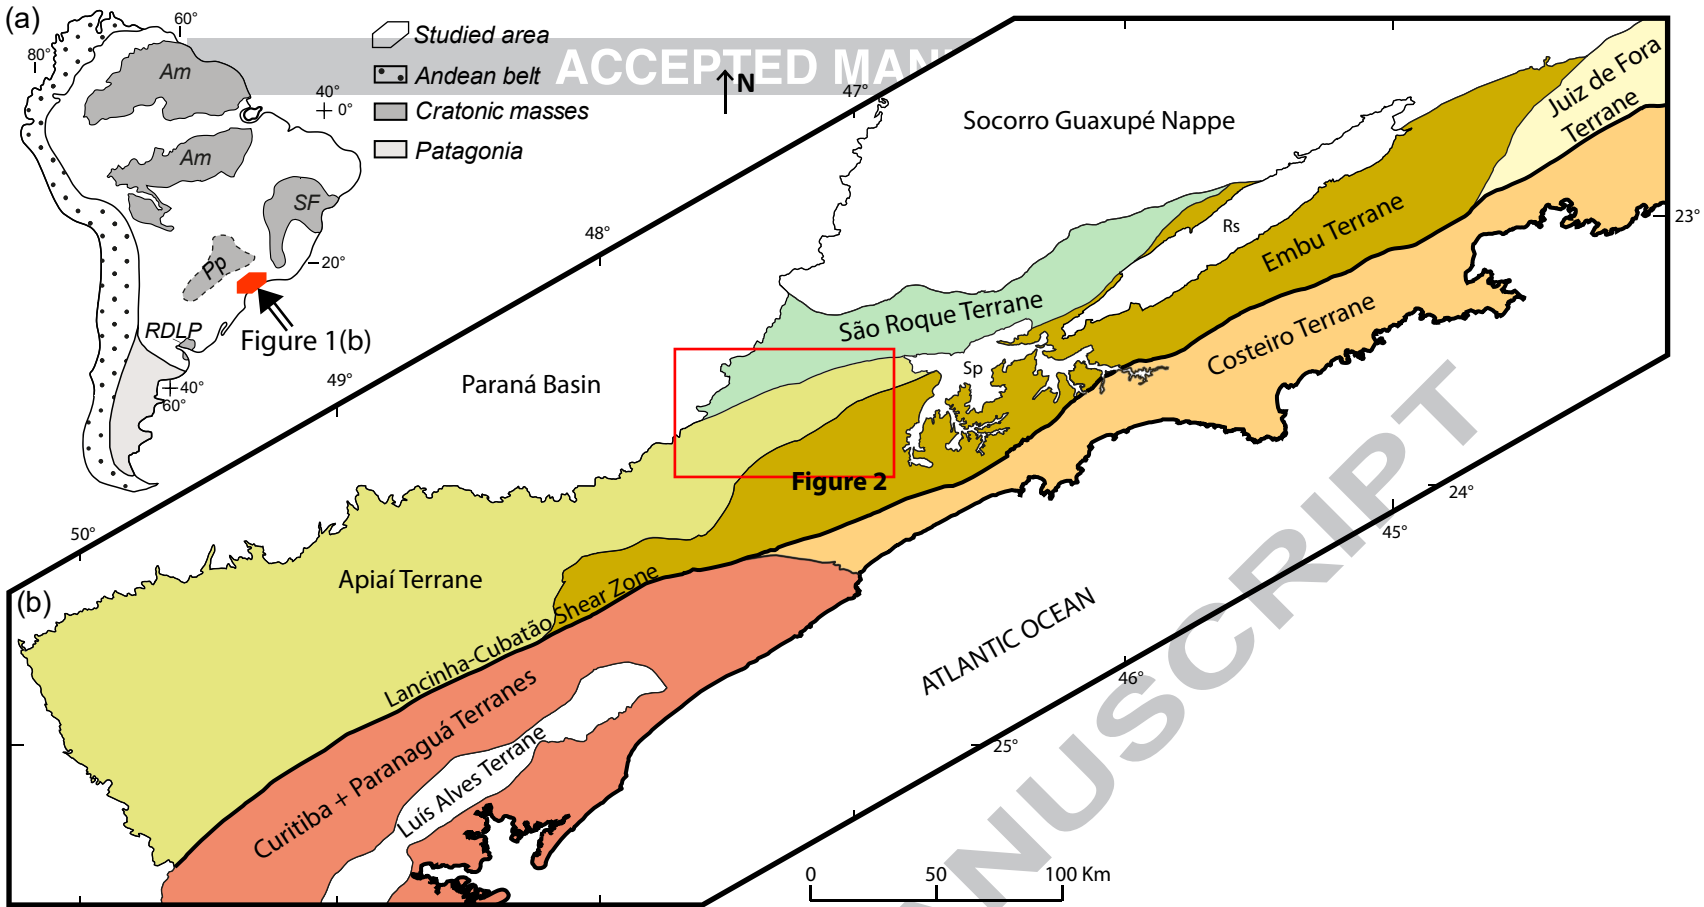 (a)
60°
80°
Am
40°
0°
Am
SF
Pp
20°
RDLP
Figure 1(b)
40°
60°
Studied area
Andean belt
Cratonic masses
Patagonia
ACCEPTED MAN
N
47°
Socorro Guaxupé Nappe
Juiz de Fora
Terrane
23°
48°
Rs
Embu Terrane
São Roque Terrane
Costeiro Terrane
Sp
49°
Paraná Basin
Figure 2
24°
45°
50°
Apiaí Terrane
(b)
Lancinha-Cubatão Shear Zone
ATLANTIC OCEAN
46°
25°
Curitiba + Paranaguá Terranes
Luís Alves Terrane
0 50 100 Km
NUSCRIPT